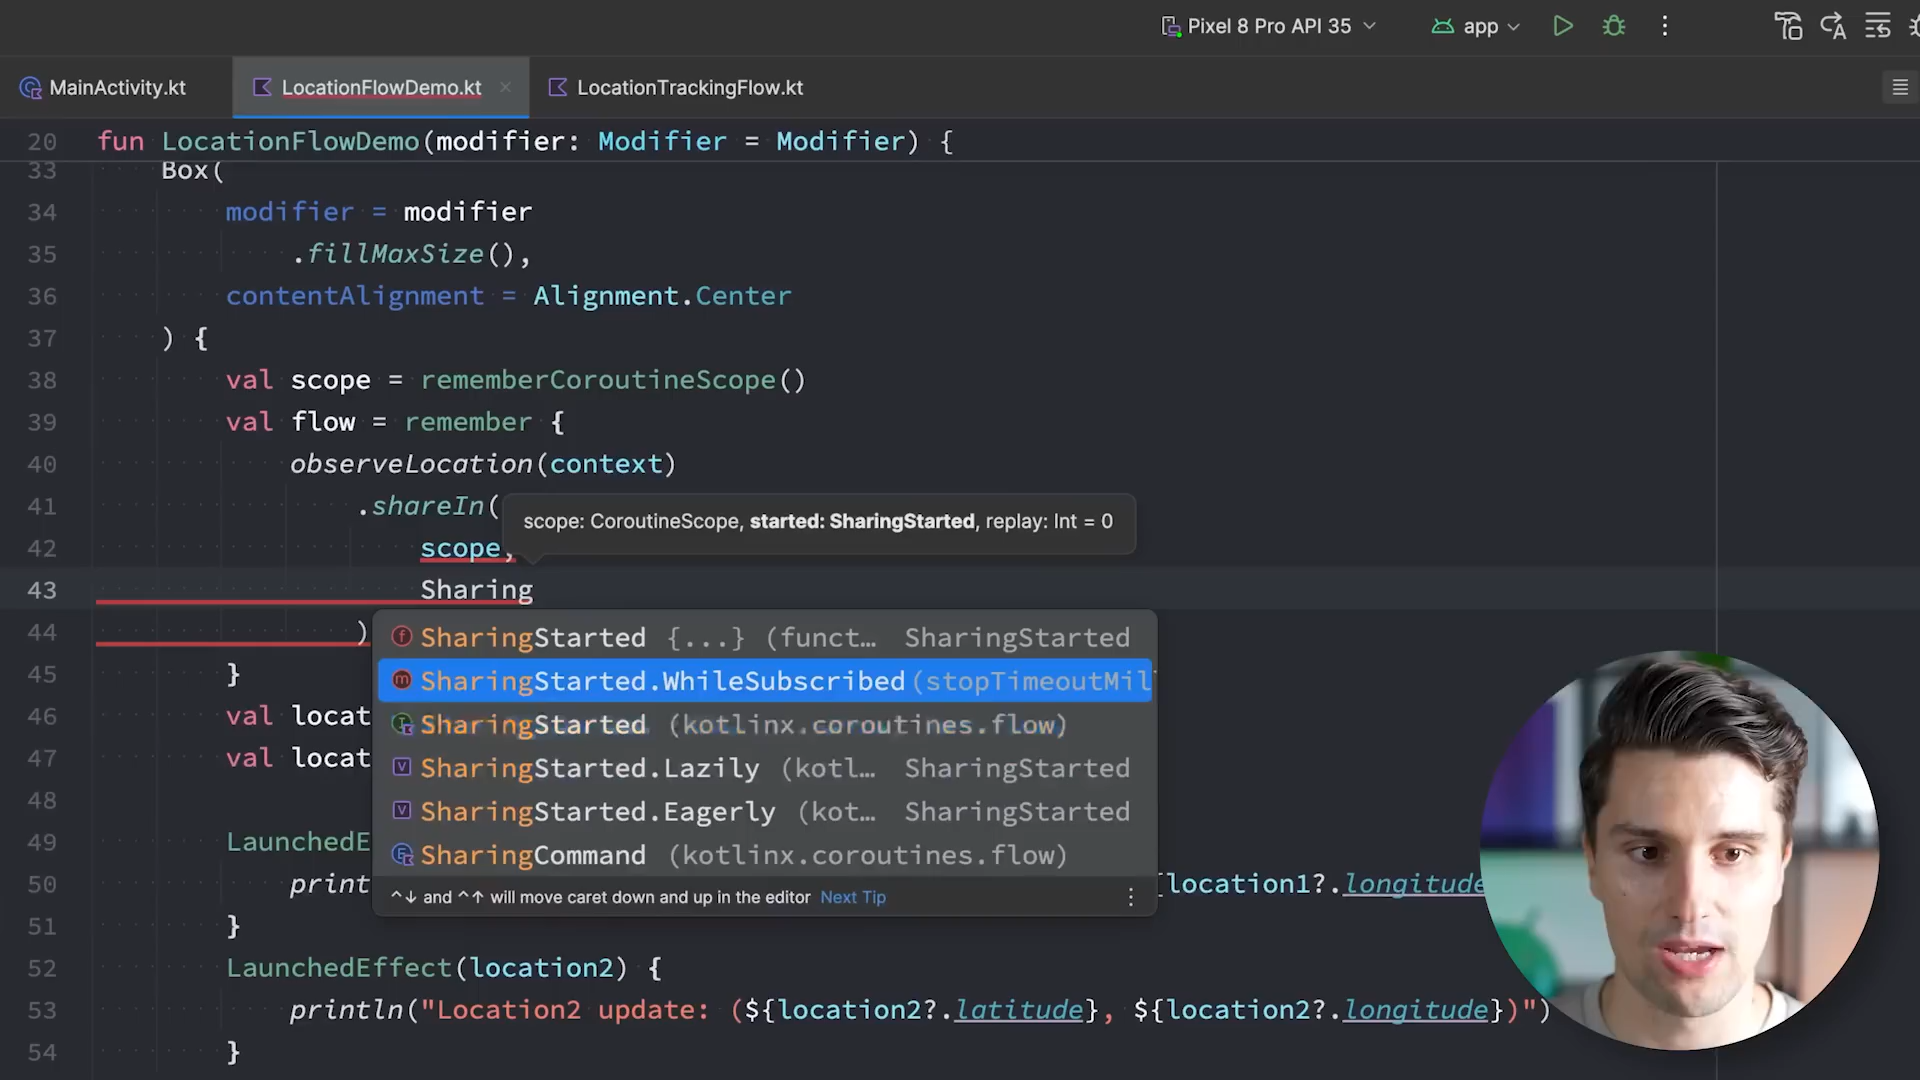 Pixel 8 Pro API 35
app
MainActivity.kt
LocationFlowDemo.kt
LocationTrackingFlow.kt
20 fun LocationFlowDemo(modifier: Modifier = Modifier) {
33 Box(
34 modifier = modifier
35 .fillMaxSize(),
36 contentAlignment = Alignment.Center
37 ) {
38 val scope = rememberCoroutineScope()
39 val flow = remember {
40 observeLocation(context)
41 .shareIn(
scope: CoroutineScope, started: SharingStarted, replay: Int = 0
42 scope,
43 Sharing
44 )
SharingStarted {...} (funct... SharingStarted
SharingStarted.WhileSubscribed(stopTimeoutMil
SharingStarted (kotlinx.coroutines.flow)
SharingStarted.Lazily (kotl... SharingStarted
SharingStarted.Eagerly (kot... SharingStarted
SharingCommand (kotlinx.coroutines.flow)
^↓ and ^↑ will move caret down and up in the editor Next Tip
45 }
46 val locat
47 val locat
48
49 LaunchedE
50 print [location1?.longitude
51 }
52 LaunchedEffect(location2) {
53 println("Location2 update: (${location2?.latitude}, ${location2?.longitude})")
54 }